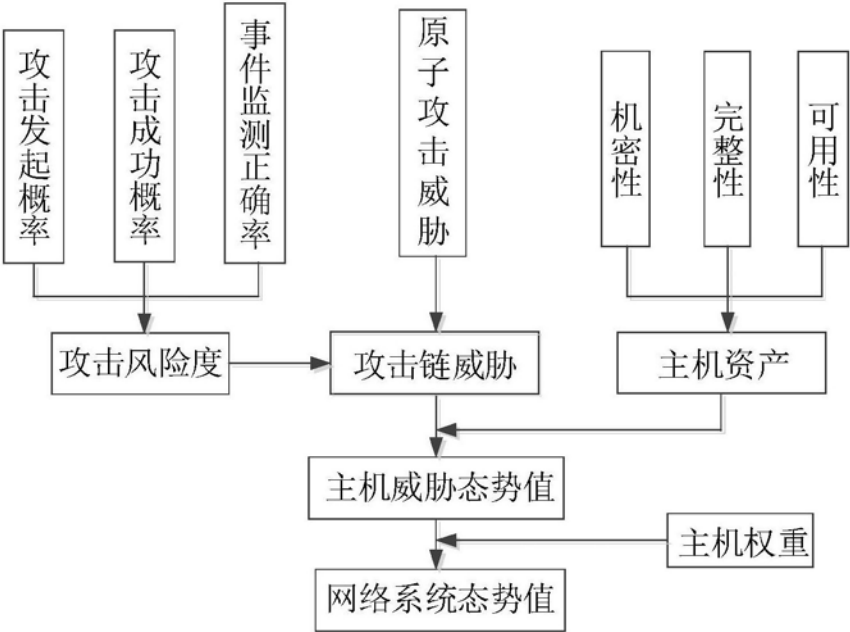 攻击发起概率
攻击成功概率
事件监测正确率
原子攻击威胁
机密性
完整性
可用性
攻击风险度
攻击链威胁
主机资产
主机威胁态势值
主机权重
网络系统态势值